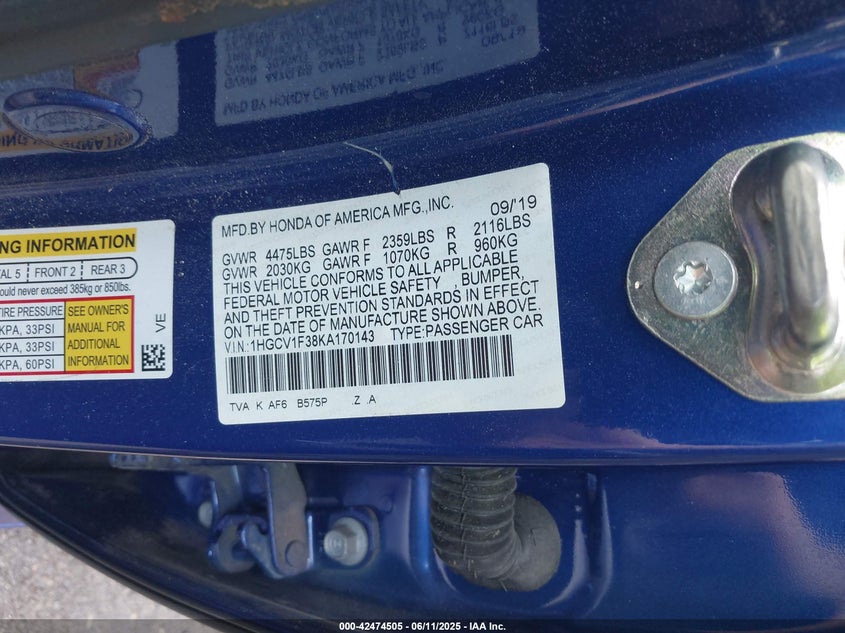 MFD.BY HONDA OF AMERICA MFG.,INC. 09/'19
GVWR 4475LBS GAWR F 2359LBS R 2116LBS
GVWR 2030KG GAWR F 1070KG R 960KG
THIS VEHICLE CONFORMS TO ALL APPLICABLE
FEDERAL MOTOR VEHICLE SAFETY , BUMPER,
AND THEFT PREVENTION STANDARDS IN EFFECT
ON THE DATE OF MANUFACTURE SHOWN ABOVE.
V.I.N.:1HGCV1F38KA170143 TYPE:PASSENGER CAR
TVA K AF6 B575P .Z .A
NG INFORMATION
TAL 5 FRONT 2 REAR 3
ould never exceed 385kg or 850lbs.
TIRE PRESSURE
KPA, 33PSI
KPA, 33PSI
KPA, 60PSI
SEE OWNER'S
MANUAL FOR
ADDITIONAL
INFORMATION
VE
000-42474505 - 06/11/2025 - IAA Inc.